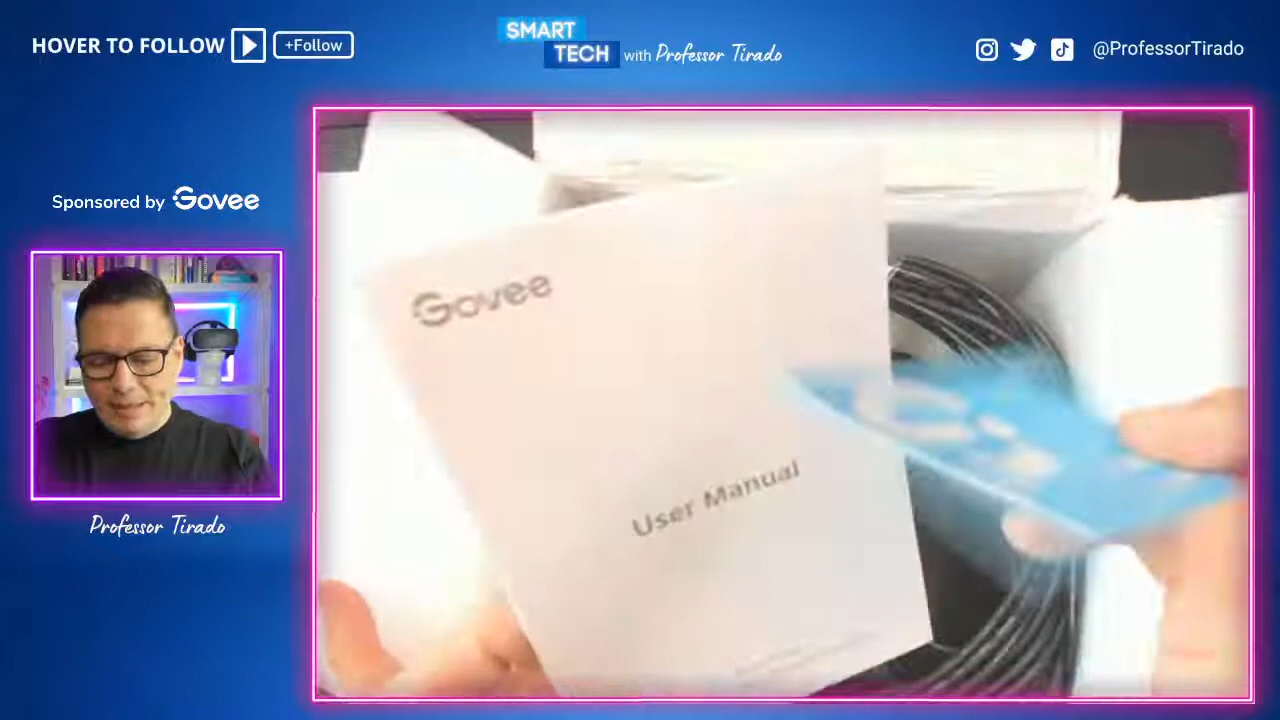 HOVER TO FOLLOW
+Follow
SMART
TECH with Professor Tirado
@ProfessorTirado
Sponsored by Govee
Professor Tirado
Govee
User Manual